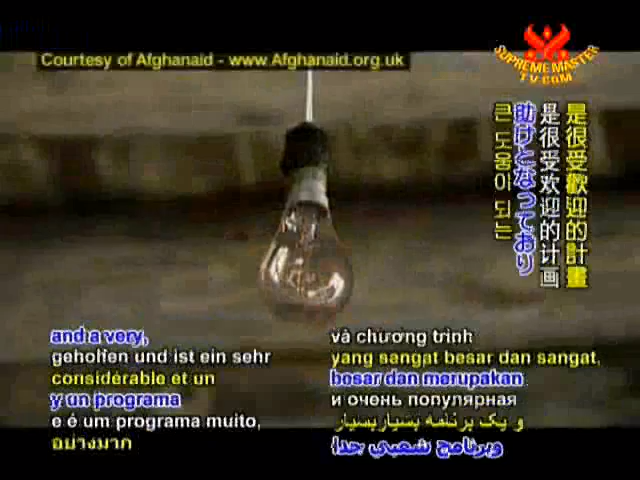 Courtesy of Afghanaid - www.Afghanaid.org.uk
SUPREME MASTER
TV.COM
是很受歡迎的計畫
是很受欢迎的计画
助けとなっており
큰 도움이 되는
and a very,
geholfen und ist ein sehr
considérable et un
y un programa
e é um programa muito,
อย่างมาก
và chương trình
yang sangat besar dan sangat,
besar dan merupakan
и очень популярная
و یک برنامه بسیار بسیار
وبرنامج شعبي جدا